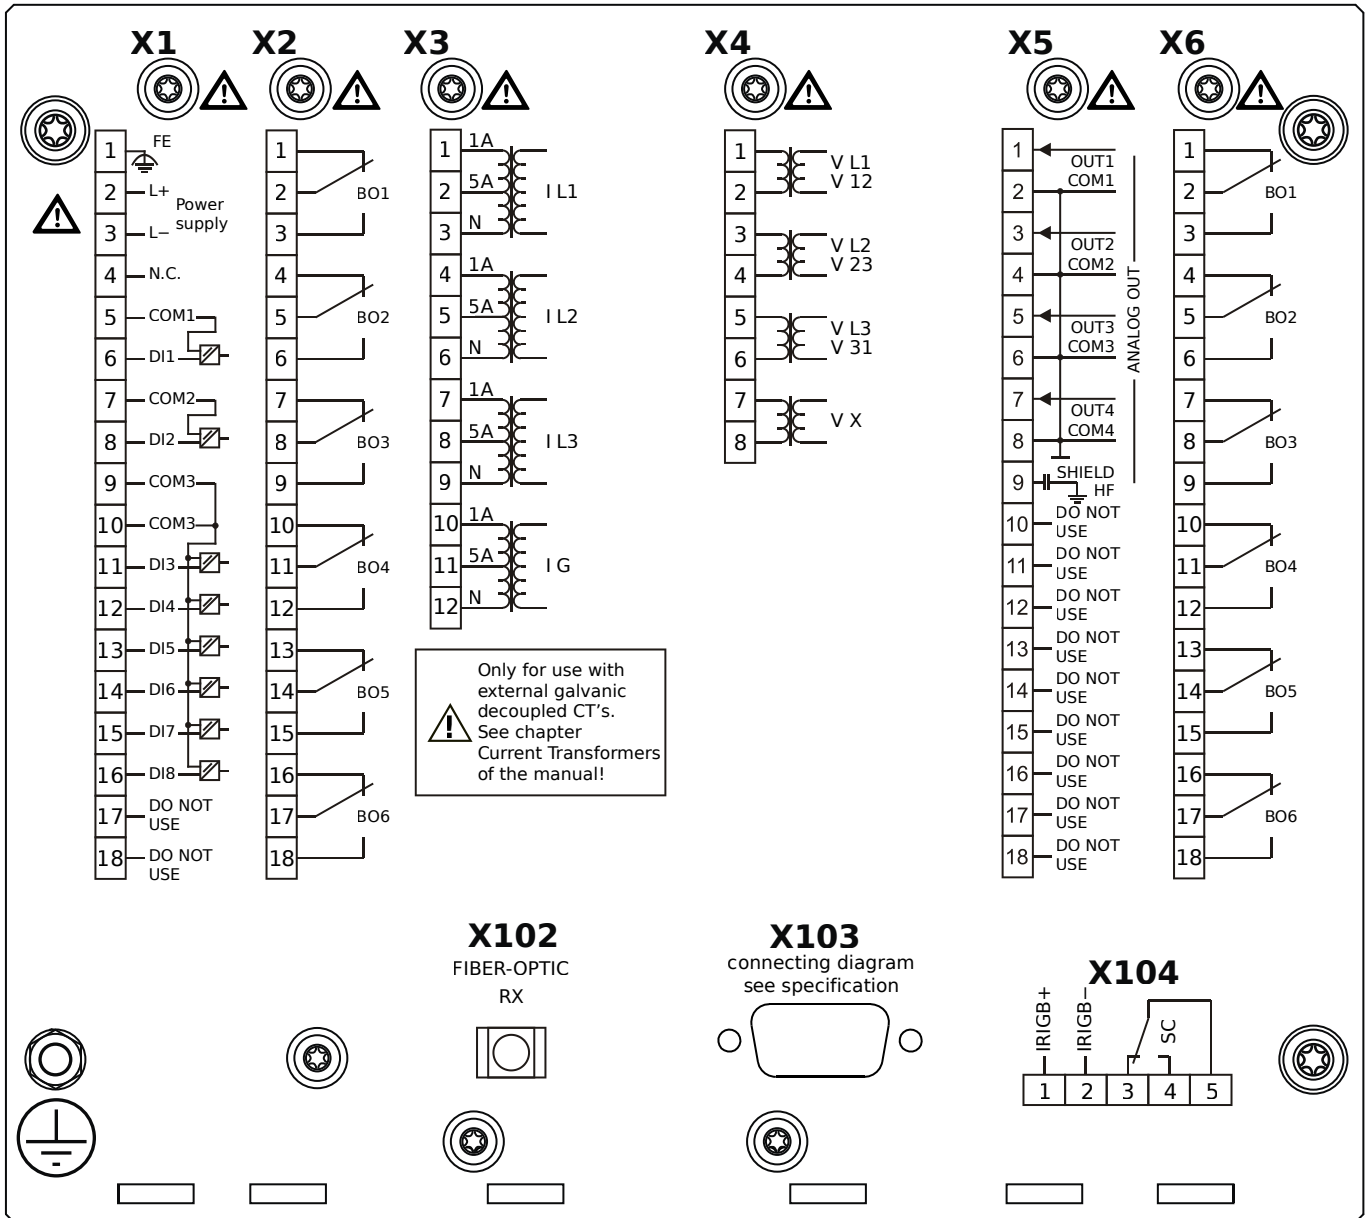 X1
X2
X3
X4
X5
X6
1 FE
2 L+
Power
supply
3 L−
4 N.C.
5 COM1
6 DI1
7 COM2
8 DI2
9 COM3
10 COM3
11 DI3
12 DI4
13 DI5
14 DI6
15 DI7
16 DI8
17 DO NOT
USE
18 DO NOT
USE
1
2 BO1
3
4
5 BO2
6
7
8 BO3
9
10
11 BO4
12
13
14 BO5
15
16
17 BO6
18
1 1A
2 5A I L1
3 N
4 1A
5 5A I L2
6 N
7 1A
8 5A I L3
9 N
10 1A
11 5A I G
12 N
Only for use with
external galvanic
decoupled CT's.
See chapter
Current Transformers
of the manual!
1 V L1
2 V 12
3 V L2
4 V 23
5 V L3
6 V 31
7 V X
8
1 OUT1
2 COM1
3 OUT2
4 COM2
5 OUT3
6 COM3
7 OUT4
8 COM4
ANALOG OUT
9 SHIELD
HF
10 DO NOT
USE
11 DO NOT
USE
12 DO NOT
USE
13 DO NOT
USE
14 DO NOT
USE
15 DO NOT
USE
16 DO NOT
USE
17 DO NOT
USE
18 DO NOT
USE
1
2 BO1
3
4
5 BO2
6
7
8 BO3
9
10
11 BO4
12
13
14 BO5
15
16
17 BO6
18
X102
FIBER-OPTIC
RX
X103
connecting diagram
see specification
X104
IRIGB+
IRIGB−
SC
1 2 3 4 5